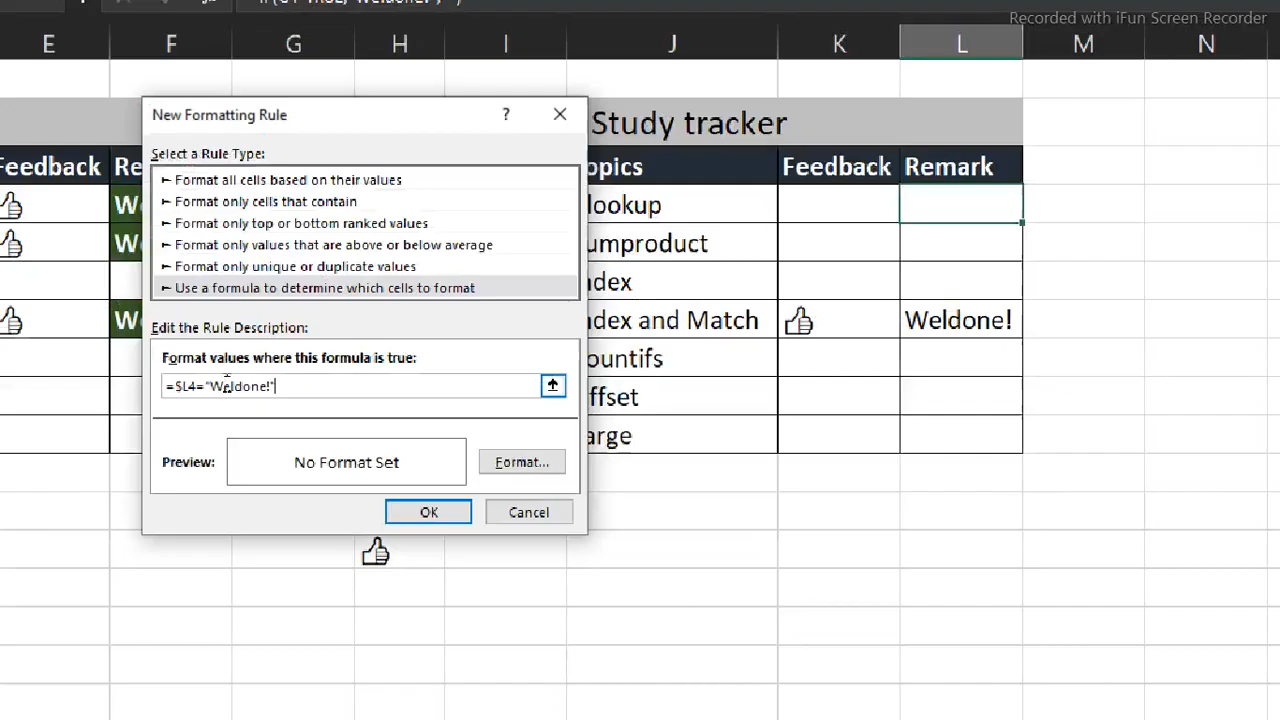 Recorded with iFun Screen Recorder
E F G H I J K L M N
New Formatting Rule ? ×
Select a Rule Type:
► Format all cells based on their values
► Format only cells that contain
► Format only top or bottom ranked values
► Format only values that are above or below average
► Format only unique or duplicate values
► Use a formula to determine which cells to format
Edit the Rule Description:
Format values where this formula is true:
=$L4="Weldone!"
Preview:
No Format Set
Format...
OK
Cancel
Feedback
Study tracker
opics Feedback Remark
lookup
umproduct
ndex
ndex and Match Weldone!
ountifs
ffset
arge